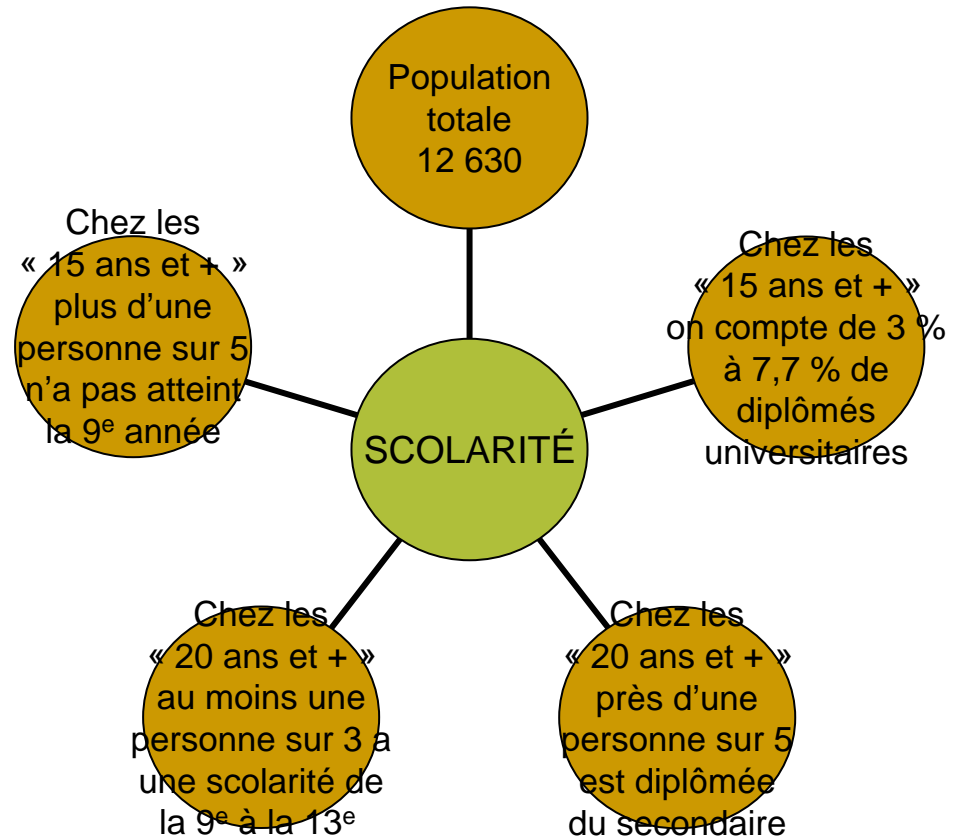 Population
totale
12 630
Chez les
« 15 ans et + »
plus d’une
personne sur 5
n’a pas atteint
la 9e année
Chez les
« 15 ans et + »
on compte de 3 %
à 7,7 % de
diplômés
universitaires
SCOLARITÉ
Chez les
« 20 ans et + »
au moins une
personne sur 3 a
une scolarité de
la 9e à la 13e
Chez les
« 20 ans et + »
près d’une
personne sur 5
est diplômée
du secondaire